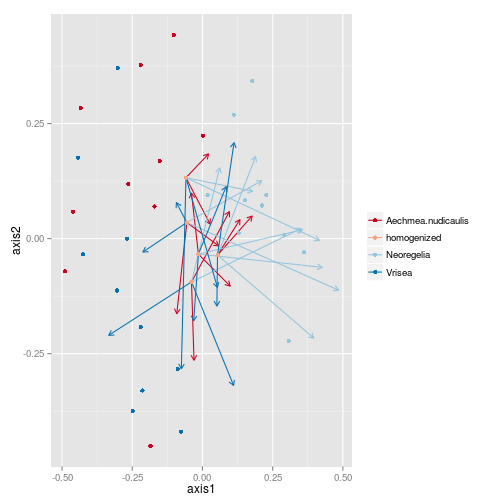 0.25
0.00
-0.25
axis2
-0.50
-0.25
0.00
0.25
0.50
axis1
Aechmea.nudicaulis
homogenized
Neoregelia
Vrisea